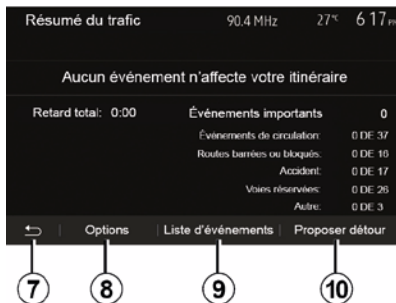 Résumé du trafic 90.4 MHz 27°C 6 17 PM
Aucun événement n'affecte votre itinéraire
Retard total: 0:00 Événements importants 0
Événements de circulation: 0 DE 37
Routes barrées ou bloqués: 0 DE 16
Accident: 0 DE 17
Voies réservées: 0 DE 26
Autre: 0 DE 3
Options Liste d'événements Proposer détour
7 8 9 10